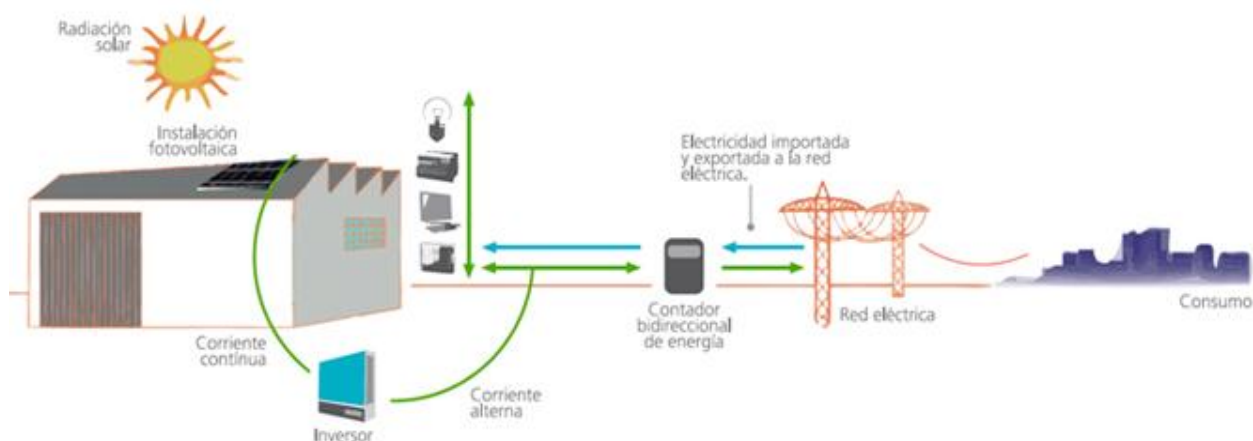 Radiación
solar
Instalación
fotovoltaica
Electricidad importada
y exportada a la red
eléctrica.
Contador
bidireccional
de energía
Red eléctrica
Consumo
Corriente
contínua
Corriente
alterna
Inversor